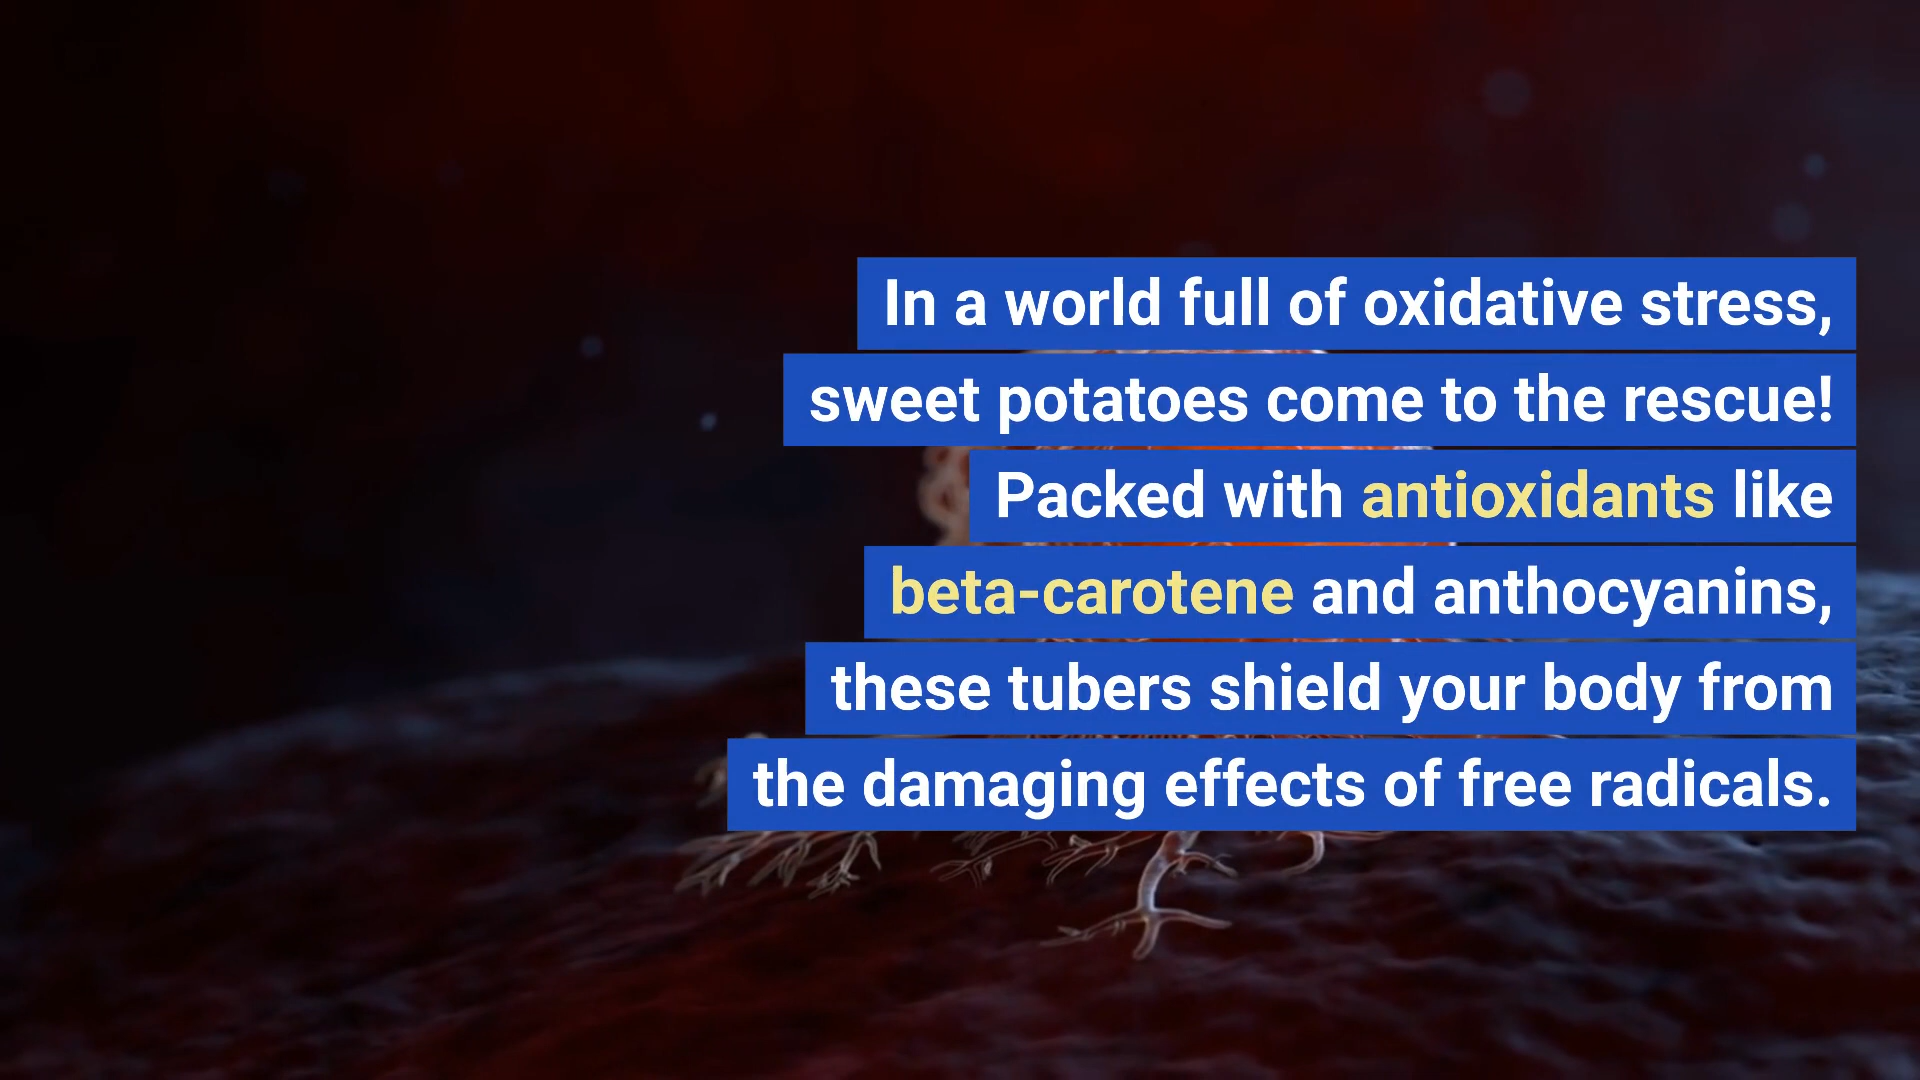 In a world full of oxidative stress,
sweet potatoes come to the rescue!
Packed with antioxidants like
beta-carotene and anthocyanins,
these tubers shield your body from
the damaging effects of free radicals.